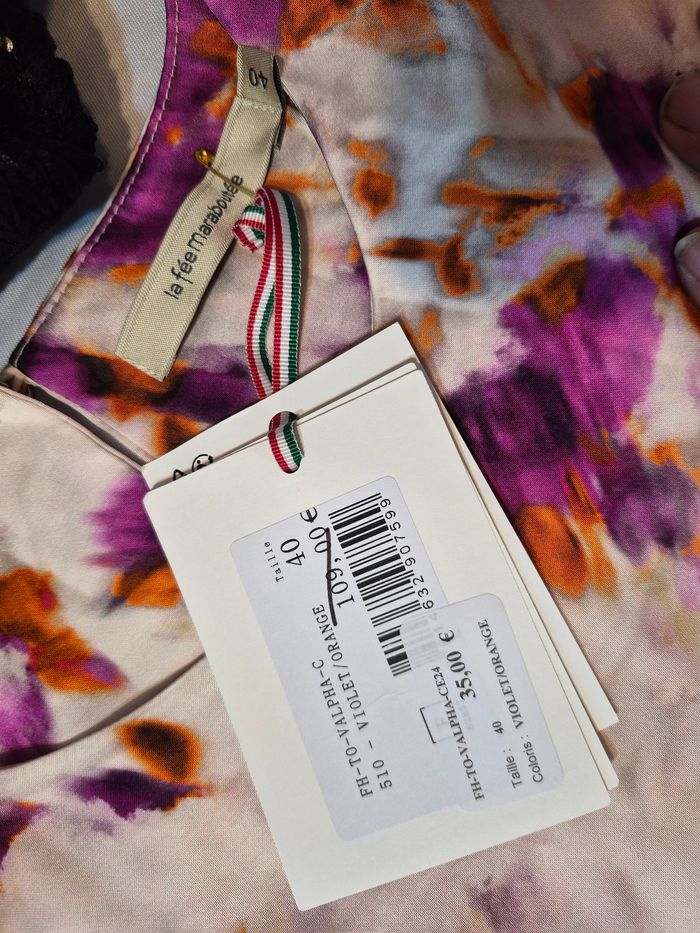 40
la fée maraboutée
Taille
40
109,00 €
FH-TO-VALPHA-C
510 - VIOLET/ORANGE
632907599
FH-TO-VALPHA-CE24
35,00 €
Taille : 40
Coloris : VIOLET/ORANGE